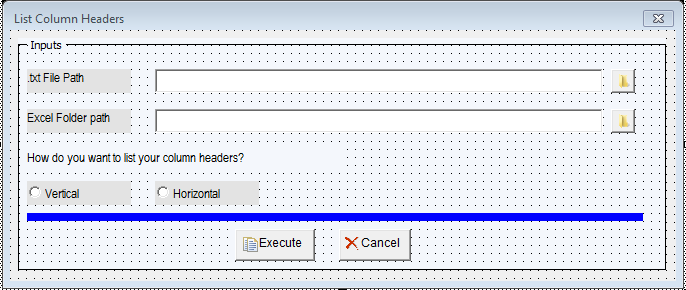 List Column Headers
Inputs
.txt File Path
Excel Folder path
How do you want to list your column headers?
Vertical Horizontal
Execute Cancel